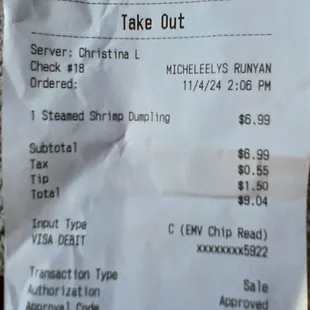 Take Out
Server: Christina L
Check #18 MICHELEELYS RUNYAN
Ordered: 11/4/24 2:06 PM
1 Steamed Shrimp Dumpling $6.99
Subtotal $6.99
Tax $0.55
Tip $1.50
Total $9.04
Input Type C (EMV Chip Read)
VISA DEBIT xxxxxxxx5922
Transaction Type Sale
Authorization Approved
Approval Code